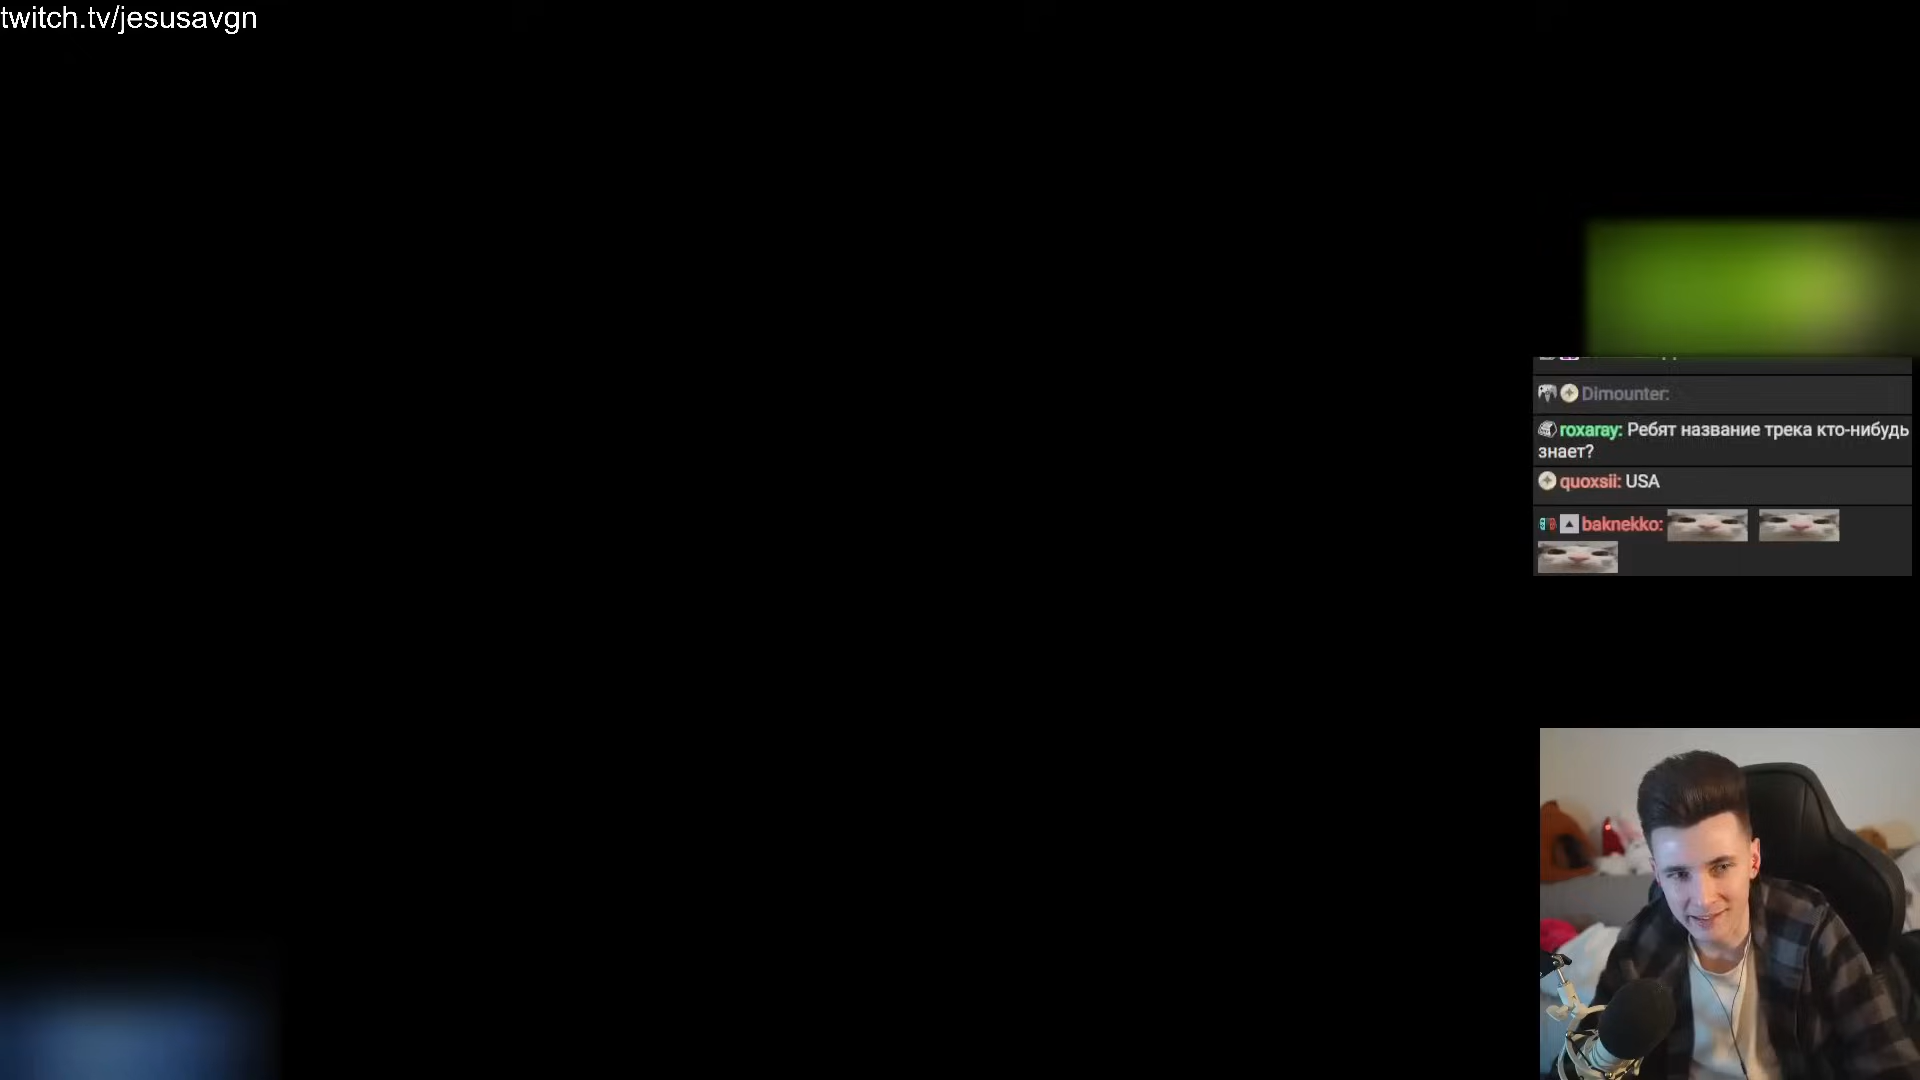 twitch.tv/jesusavgn
Dimounter:
roxaray: Ребят название трека кто-нибудь
знает?
quoxsii: USA
baknekko: